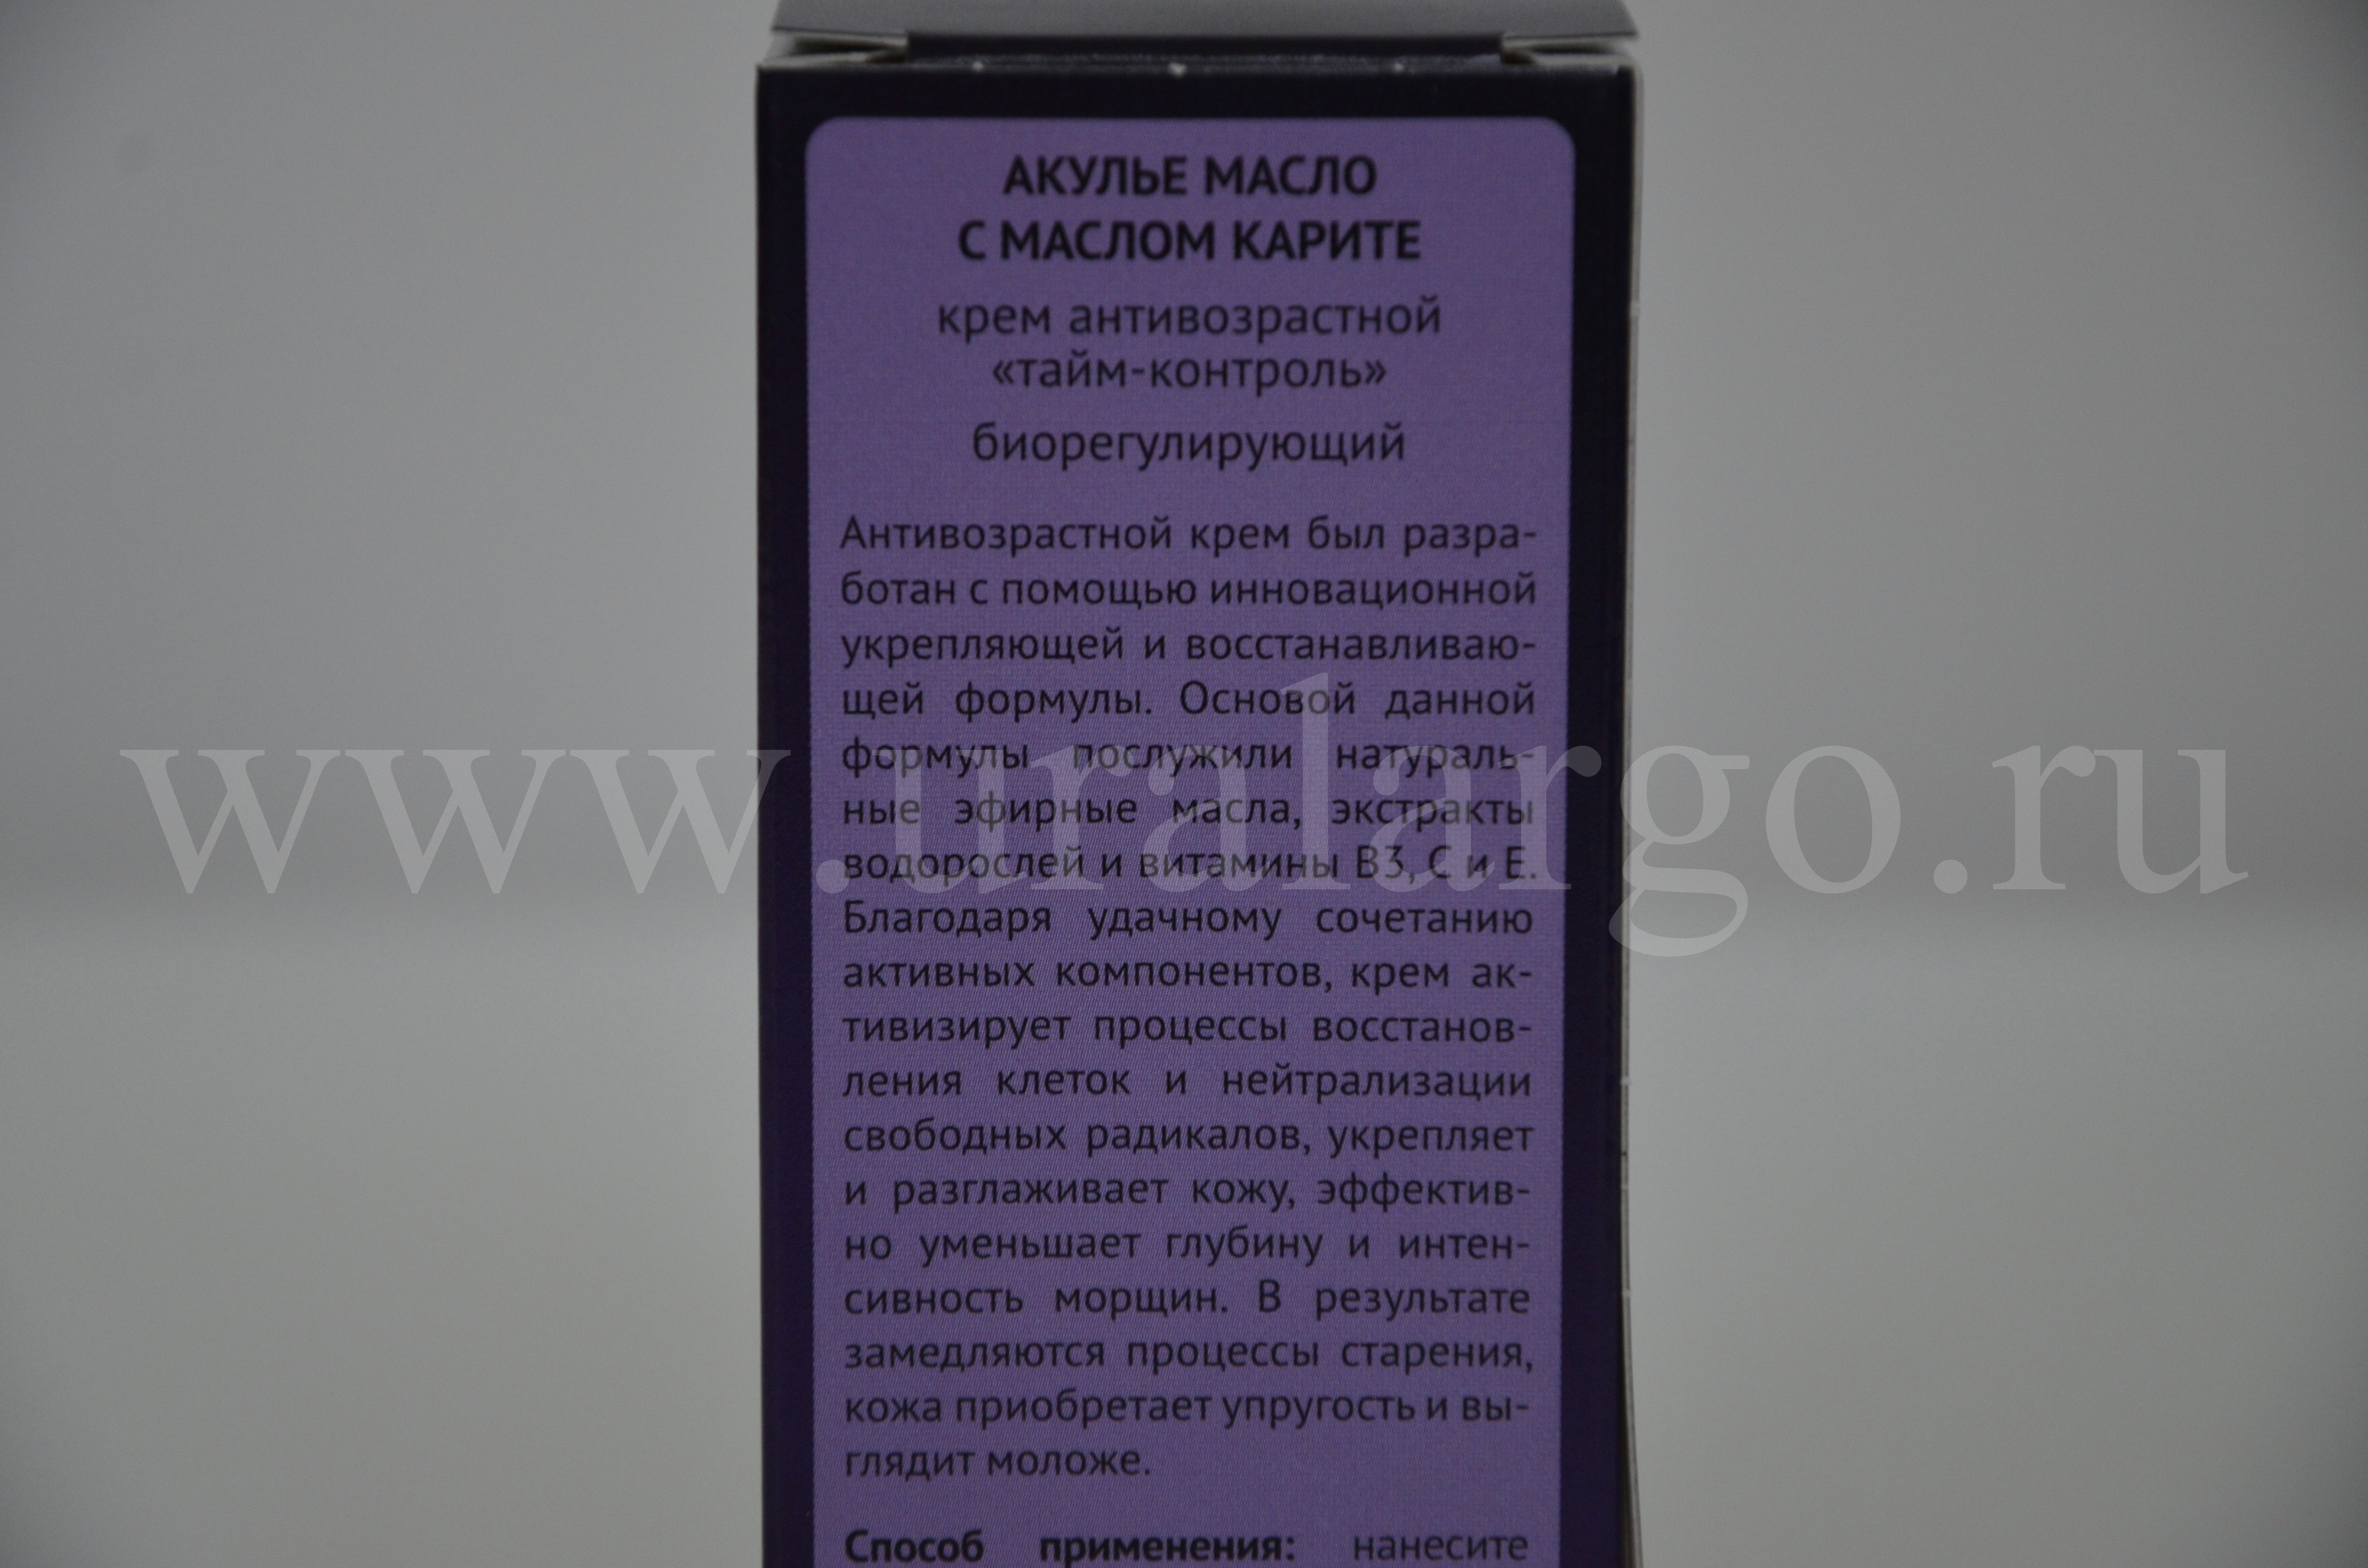 АКУЛЬЕ МАСЛО
С МАСЛОМ КАРИТЕ
крем антивозрастной
«тайм-контроль»
биорегулирующий
Антивозрастной крем был разра-
ботан с помощью инновационной
укрепляющей и восстанавливаю-
щей формулы. Основой данной
формулы послужили натураль-
ные эфирные масла, экстракты
водорослей и витамины В3, С и Е.
Благодаря удачному сочетанию
активных компонентов, крем ак-
тивизирует процессы восстанов-
ления клеток и нейтрализации
свободных радикалов, укрепляет
и разглаживает кожу, эффектив-
но уменьшает глубину и интен-
сивность морщин. В результате
замедляются процессы старения,
кожа приобретает упругость и вы-
глядит моложе.
Способ применения: нанесите
www.uralargo.ru